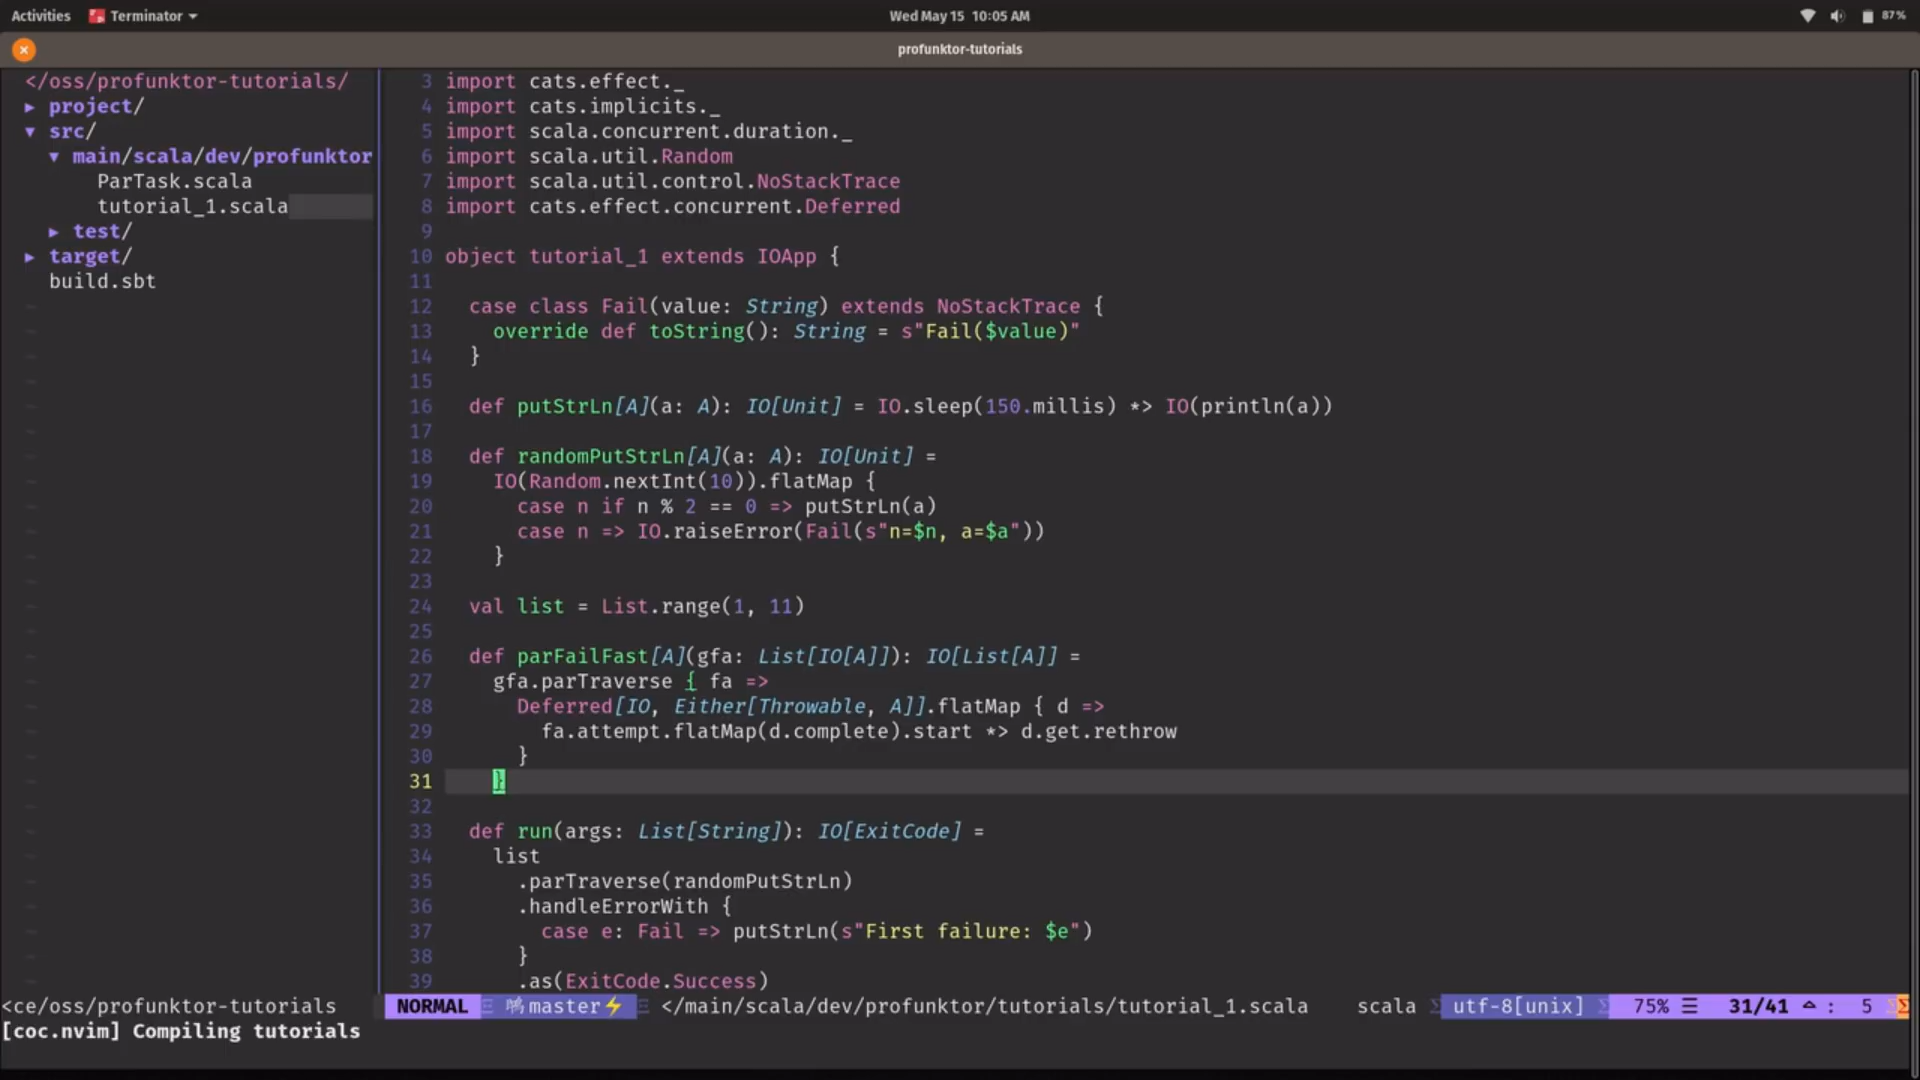 Activities Terminator Wed May 15 10:05 AM 87%
profunktor-tutorials
</oss/profunktor-tutorials/
▸ project/
▾ src/
▾ main/scala/dev/profunktor
ParTask.scala
tutorial_1.scala
▸ test/
▸ target/
build.sbt
3 import cats.effect._
4 import cats.implicits._
5 import scala.concurrent.duration._
6 import scala.util.Random
7 import scala.util.control.NoStackTrace
8 import cats.effect.concurrent.Deferred
9
10 object tutorial_1 extends IOApp {
11
12   case class Fail(value: String) extends NoStackTrace {
13     override def toString(): String = s"Fail($value)"
14   }
15
16   def putStrLn[A](a: A): IO[Unit] = IO.sleep(150.millis) *> IO(println(a))
17
18   def randomPutStrLn[A](a: A): IO[Unit] =
19     IO(Random.nextInt(10)).flatMap {
20       case n if n % 2 == 0 => putStrLn(a)
21       case n => IO.raiseError(Fail(s"n=$n, a=$a"))
22     }
23
24   val list = List.range(1, 11)
25
26   def parFailFast[A](gfa: List[IO[A]]): IO[List[A]] =
27     gfa.parTraverse { fa =>
28       Deferred[IO, Either[Throwable, A]].flatMap { d =>
29         fa.attempt.flatMap(d.complete).start *> d.get.rethrow
30       }
31     }
32
33   def run(args: List[String]): IO[ExitCode] =
34     list
35       .parTraverse(randomPutStrLn)
36       .handleErrorWith {
37         case e: Fail => putStrLn(s"First failure: $e")
38       }
39       .as(ExitCode.Success)
<ce/oss/profunktor-tutorials NORMAL master⚡ </main/scala/dev/profunktor/tutorials/tutorial_1.scala scala utf-8[unix] 75% ☰ 31/41 : 5
[coc.nvim] Compiling tutorials